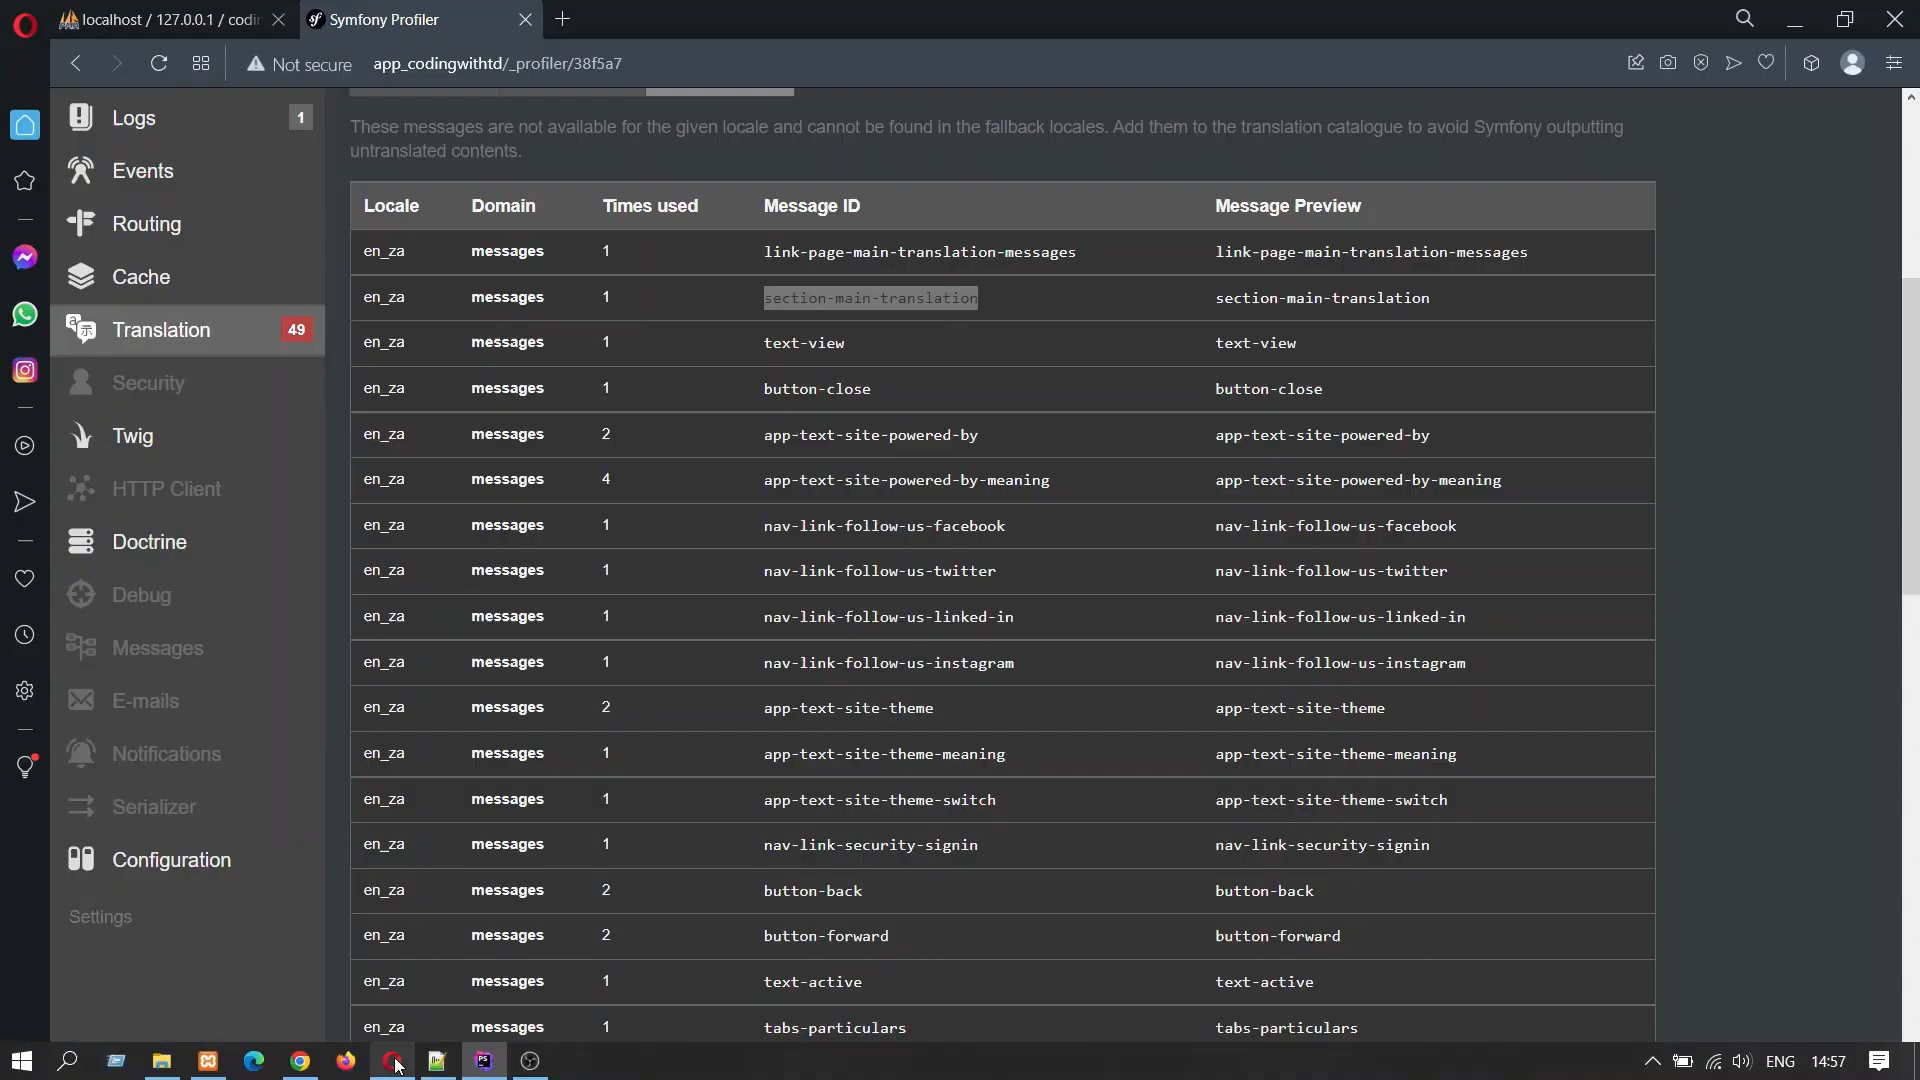 localhost / 127.0.0.1 / codin
Symfony Profiler
Not secure
app_codingwithtd/_profiler/38f5a7
Logs
1
Events
Routing
Cache
Translation
49
Security
Twig
HTTP Client
Doctrine
Debug
Messages
E-mails
Notifications
Serializer
Configuration
Settings
These messages are not available for the given locale and cannot be found in the fallback locales. Add them to the translation catalogue to avoid Symfony outputting
untranslated contents.
Locale Domain Times used Message ID Message Preview
en_za messages 1 link-page-main-translation-messages link-page-main-translation-messages
en_za messages 1 section-main-translation section-main-translation
en_za messages 1 text-view text-view
en_za messages 1 button-close button-close
en_za messages 2 app-text-site-powered-by app-text-site-powered-by
en_za messages 4 app-text-site-powered-by-meaning app-text-site-powered-by-meaning
en_za messages 1 nav-link-follow-us-facebook nav-link-follow-us-facebook
en_za messages 1 nav-link-follow-us-twitter nav-link-follow-us-twitter
en_za messages 1 nav-link-follow-us-linked-in nav-link-follow-us-linked-in
en_za messages 1 nav-link-follow-us-instagram nav-link-follow-us-instagram
en_za messages 2 app-text-site-theme app-text-site-theme
en_za messages 1 app-text-site-theme-meaning app-text-site-theme-meaning
en_za messages 1 app-text-site-theme-switch app-text-site-theme-switch
en_za messages 1 nav-link-security-signin nav-link-security-signin
en_za messages 2 button-back button-back
en_za messages 2 button-forward button-forward
en_za messages 1 text-active text-active
en_za messages 1 tabs-particulars tabs-particulars
ENG
14:57